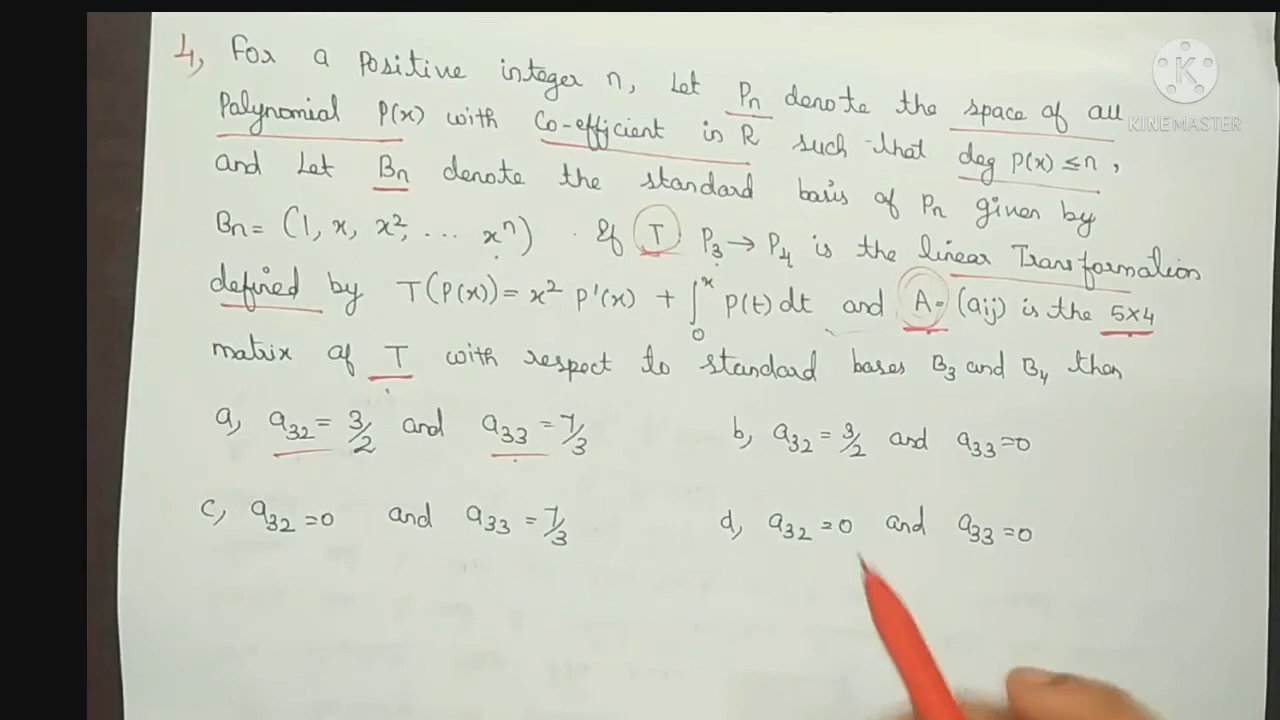 4, For a positive integer n, Let Pn denote the space of all
Palynomial P(x) with Co-efficient in R such that deg P(x) ≤ n,
and Let Bn denote the standard basis of Pn given by
Bn = (1, x, x², ... xⁿ) . If T P₃ → P₄ is the linear Transformation
defined by T(P(x)) = x² P'(x) + ∫₀ˣ P(t) dt and A = (aij) is the 5x4
matrix of T with respect to standard bases B₃ and B₄ then
a, a₃₂ = 3/2 and a₃₃ = 7/3
b, a₃₂ = 3/2 and a₃₃ = 0
c, a₃₂ = 0 and a₃₃ = 7/3
d, a₃₂ = 0 and a₃₃ = 0
K
KINEMASTER